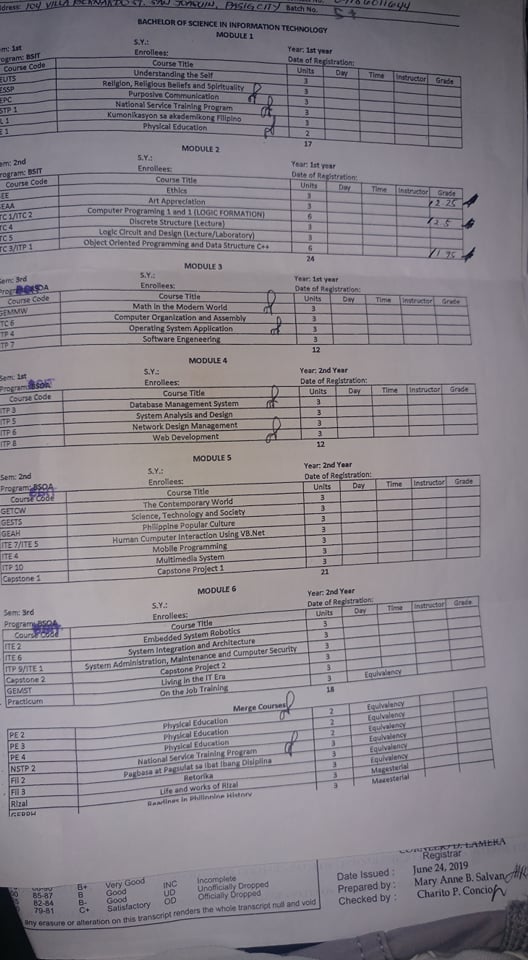 dress: 104 VILLA BERNARDO ST. SAN JOAQUIN, PASIG CITY Batch No. 54
BACHELOR OF SCIENCE IN INFORMATION TECHNOLOGY
MODULE 1
em: 1st S.Y.: Year: 1st year
rogram: BSIT Enrollees: Date of Registration:
Course Code Course Title Units Day Time Instructor Grade
EUTS Understanding the Self 3
ESSP Religion, Religious Beliefs and Spirituality 3
EPC Purposive Communication 3
STP 1 National Service Training Program 3
L 1 Kumonikasyon sa akademikong Filipino 3
E 1 Physical Education 2
17
MODULE 2
em: 2nd S.Y.: Year: 1st year
rogram: BSIT Enrollees: Date of Registration:
Course Code Course Title Units Day Time Instructor Grade
EE Ethics 3 2.25
EAA Art Appreciation 3
TC 1/ITC 2 Computer Programing 1 and 1 (LOGIC FORMATION) 6 2.5
TC 4 Discrete Structure (Lecture) 3
TC 5 Logic Circuit and Design (Lecture/Laboratory) 3
TC 3/ITP 1 Object Oriented Programming and Data Structure C++ 6 1.75
24
MODULE 3
Sem: 3rd S.Y.: Year: 1st year
Enrollees: Date of Registration:
Course Code Course Title Units Day Time Instructor Grade
GEMMW Math in the Modern World 3
TC 6 Computer Organization and Assembly 3
TP 4 Operating System Application 3
TP 7 Software Engeneering 3
12
MODULE 4
Sem: 1st S.Y.: Year: 2nd Year
Program: Enrollees: Date of Registration:
Course Code Course Title Units Day Time Instructor Grade
ITP 3 Database Management System 3
ITP 5 System Analysis and Design 3
ITP 6 Network Design Management 3
ITP 8 Web Development 3
12
MODULE 5
Sem: 2nd S.Y.: Year: 2nd Year
Program: BSOA Enrollees: Date of Registration:
Course Code Course Title Units Day Time Instructor Grade
GETCW The Contemporary World 3
GESTS Science, Technology and Society 3
GEAH Philippine Popular Culture 3
ITE 7/ITE 5 Human Cumputer Interaction Using VB.Net 3
ITE 4 Mobile Programming 3
ITP 10 Multimedia System 3
Capstone 1 Capstone Project 1 3
21
MODULE 6
Sem: 3rd S.Y.: Year: 2nd Year
Program: BSOA Enrollees: Date of Registration:
Course Code Course Title Units Day Time Instructor Grade
ITE 2 Embedded System Robotics 3
ITE 6 System Integration and Architecture 3
ITP 9/ITE 1 System Administration, Maintenance and Computer Security 3
Capstone 2 Capstone Project 2 3
GEMST Living in the IT Era 3
Practicum On the Job Training 3 Equivalency
18
Merge Courses
PE 2 Physical Education 2 Equivalency
PE 3 Physical Education 2 Equivalency
PE 4 Physical Education 2 Equivalency
NSTP 2 National Service Training Program 3 Equivalency
Fil 2 Pagbasa at Pagsulat sa Ibat Ibang Disiplina 3 Equivalency
Fil 3 Retorika 3 Equivalency
Rizal Life and works of Rizal 3 Magesterial
Readings in Philippine History 3 Magesterial
LAMERA
Registrar
B+ Very Good INC Incomplete
85-87 B Good UD Unofficially Dropped
82-84 B- Good OD Officially Dropped
79-81 C+ Satisfactory
any erasure or alteration on this transcript renders the whole transcript null and void
Date Issued : June 24, 2019
Prepared by : Mary Anne B. Salvan
Checked by : Charito P. Concio